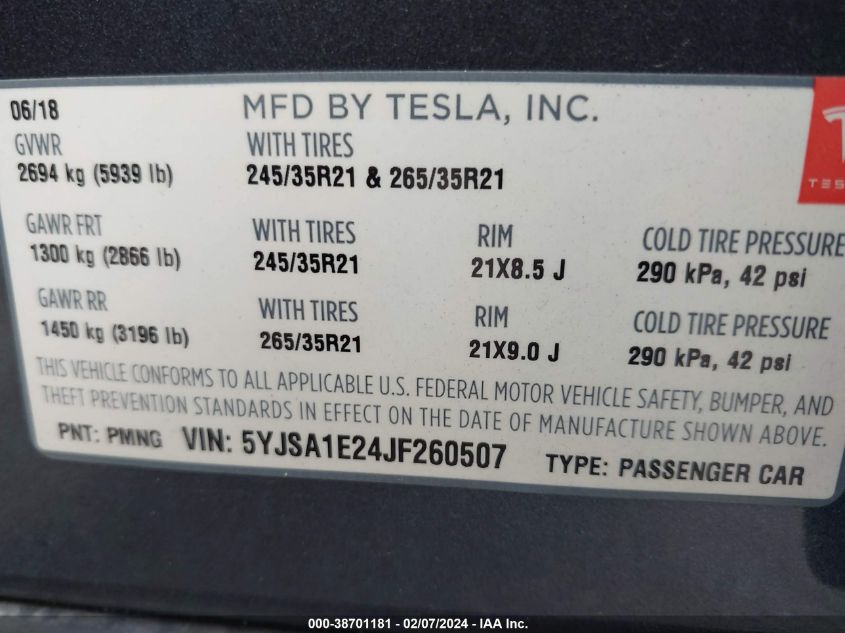 06/18 MFD BY TESLA, INC.
GVWR WITH TIRES
2694 kg (5939 lb) 245/35R21 & 265/35R21
GAWR FRT WITH TIRES RIM COLD TIRE PRESSURE
1300 kg (2866 lb) 245/35R21 21X8.5 J 290 kPa, 42 psi
GAWR RR WITH TIRES RIM COLD TIRE PRESSURE
1450 kg (3196 lb) 265/35R21 21X9.0 J 290 kPa, 42 psi
THIS VEHICLE CONFORMS TO ALL APPLICABLE U.S. FEDERAL MOTOR VEHICLE SAFETY, BUMPER, AND
THEFT PREVENTION STANDARDS IN EFFECT ON THE DATE OF MANUFACTURE SHOWN ABOVE.
PNT: PMNG VIN: 5YJSA1E24JF260507 TYPE: PASSENGER CAR
000-38701181 - 02/07/2024 - IAA Inc.